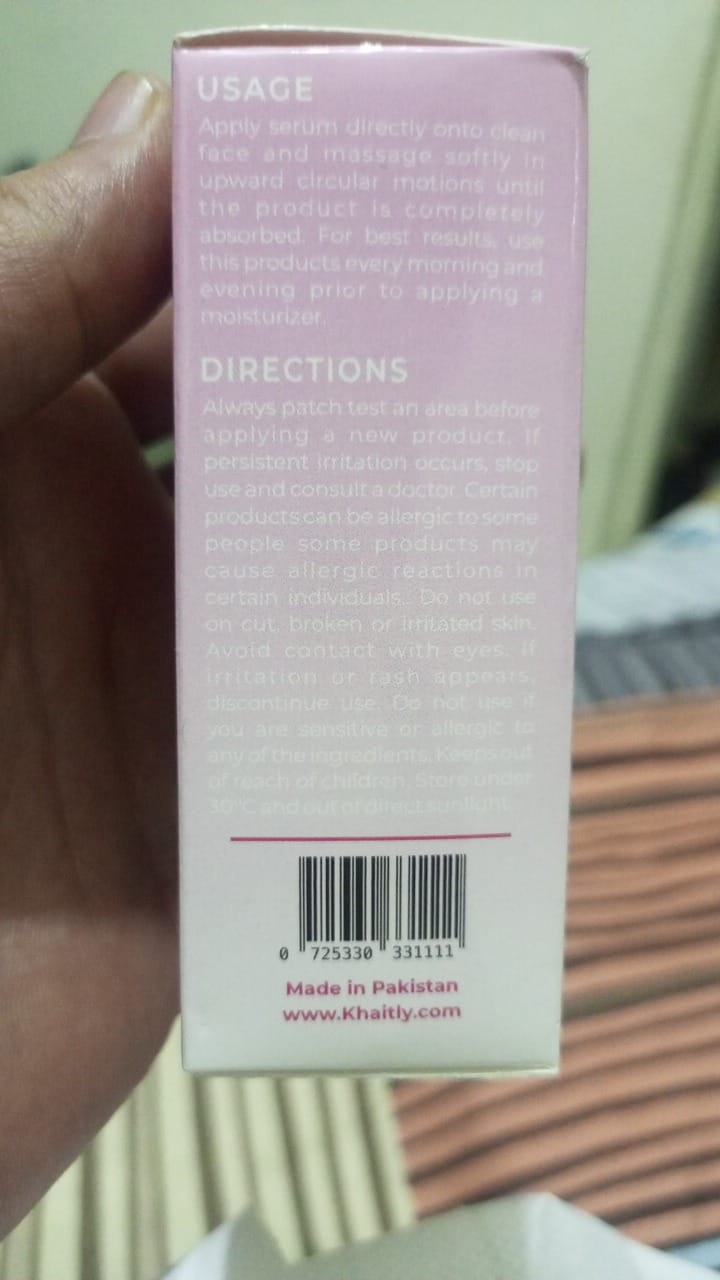 USAGE
Apply serum directly onto clean
face and massage softly in
upward circular motions until
the product is completely
absorbed. For best results, use
this products every morning and
evening prior to applying a
moisturizer.
DIRECTIONS
Always patch test an area before
applying a new product. If
persistent irritation occurs, stop
use and consult a doctor. Certain
products can be allergic to some
people some products may
cause allergic reactions in
certain individuals. Do not use
on cut, broken or irritated skin.
Avoid contact with eyes. If
irritation or rash appears,
discontinue use. Do not use if
you are sensitive or allergic to
any of the ingredients. Keeps out
of reach of children. Store under
30°C and out of direct sunlight.
0 725330 331111
Made in Pakistan
www.Khaitly.com